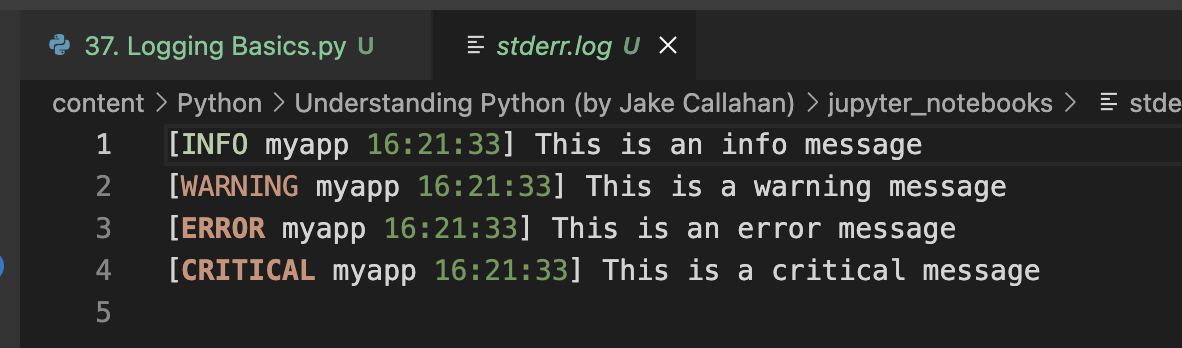 37. Logging Basics.py U
stderr.log U
content > Python > Understanding Python (by Jake Callahan) > jupyter_notebooks > stde
1 [INFO myapp 16:21:33] This is an info message
2 [WARNING myapp 16:21:33] This is a warning message
3 [ERROR myapp 16:21:33] This is an error message
4 [CRITICAL myapp 16:21:33] This is a critical message
5